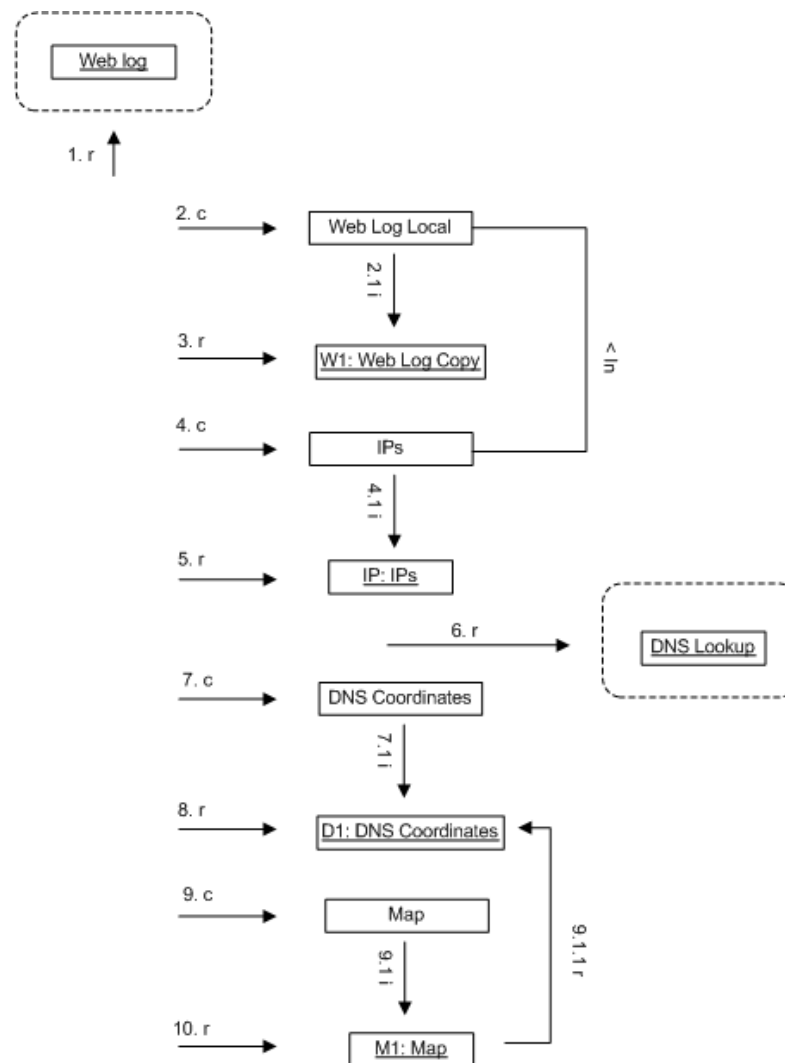 Web log
1. r
2. c
Web Log Local
2.1 i
< In
3. r
W1: Web Log Copy
4. c
IPs
4.1 i
5. r
IP: IPs
6. r
DNS Lookup
7. c
DNS Coordinates
7.1 i
8. r
D1: DNS Coordinates
9. c
Map
9.1 i
9.1.1 r
10. r
M1: Map